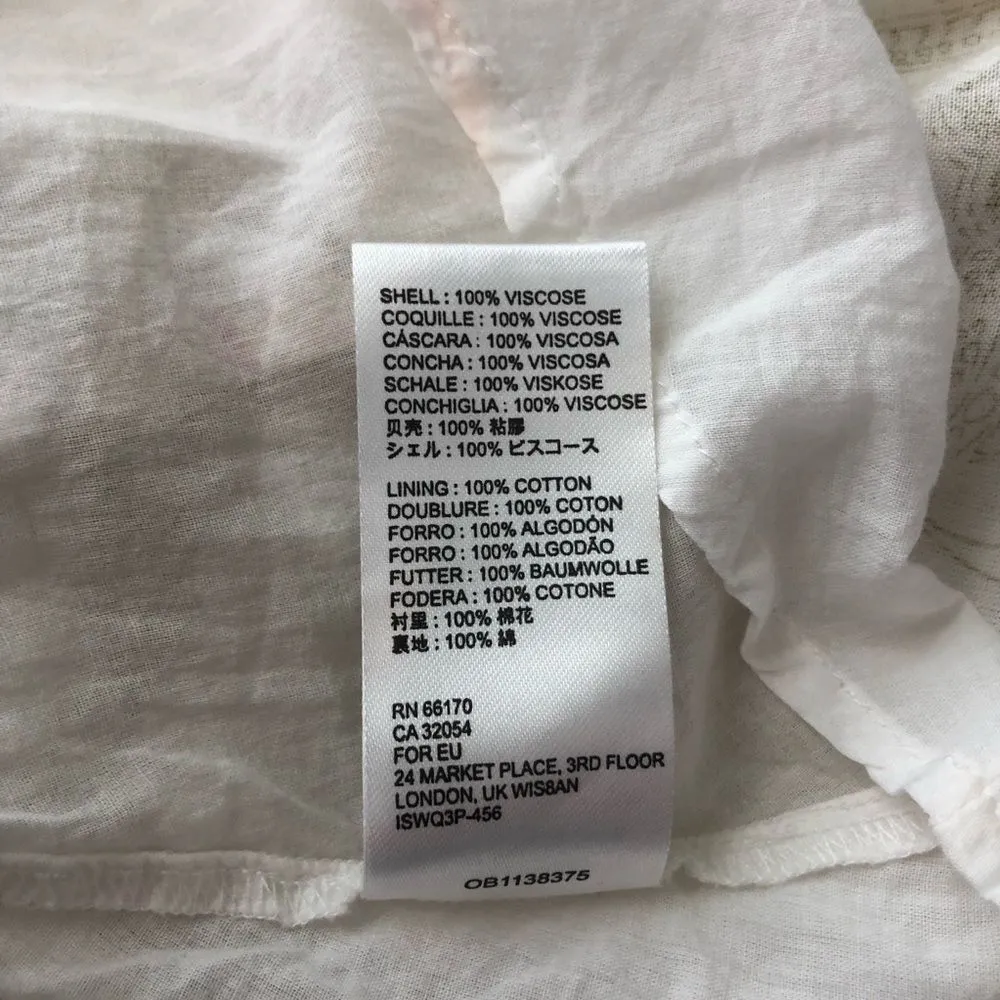 SHELL : 100% VISCOSE
COQUILLE : 100% VISCOSE
CÁSCARA : 100% VISCOSA
CONCHA : 100% VISCOSA
SCHALE : 100% VISKOSE
CONCHIGLIA : 100% VISCOSE
贝壳 : 100% 粘膠
シェル : 100% ビスコース
LINING : 100% COTTON
DOUBLURE : 100% COTON
FORRO : 100% ALGODÓN
FORRO : 100% ALGODÃO
FUTTER : 100% BAUMWOLLE
FODERA : 100% COTONE
衬里 : 100% 棉花
裏地 : 100% 綿
RN 66170
CA 32054
FOR EU
24 MARKET PLACE, 3RD FLOOR
LONDON, UK WIS8AN
ISWQ3P-456
OB1138375